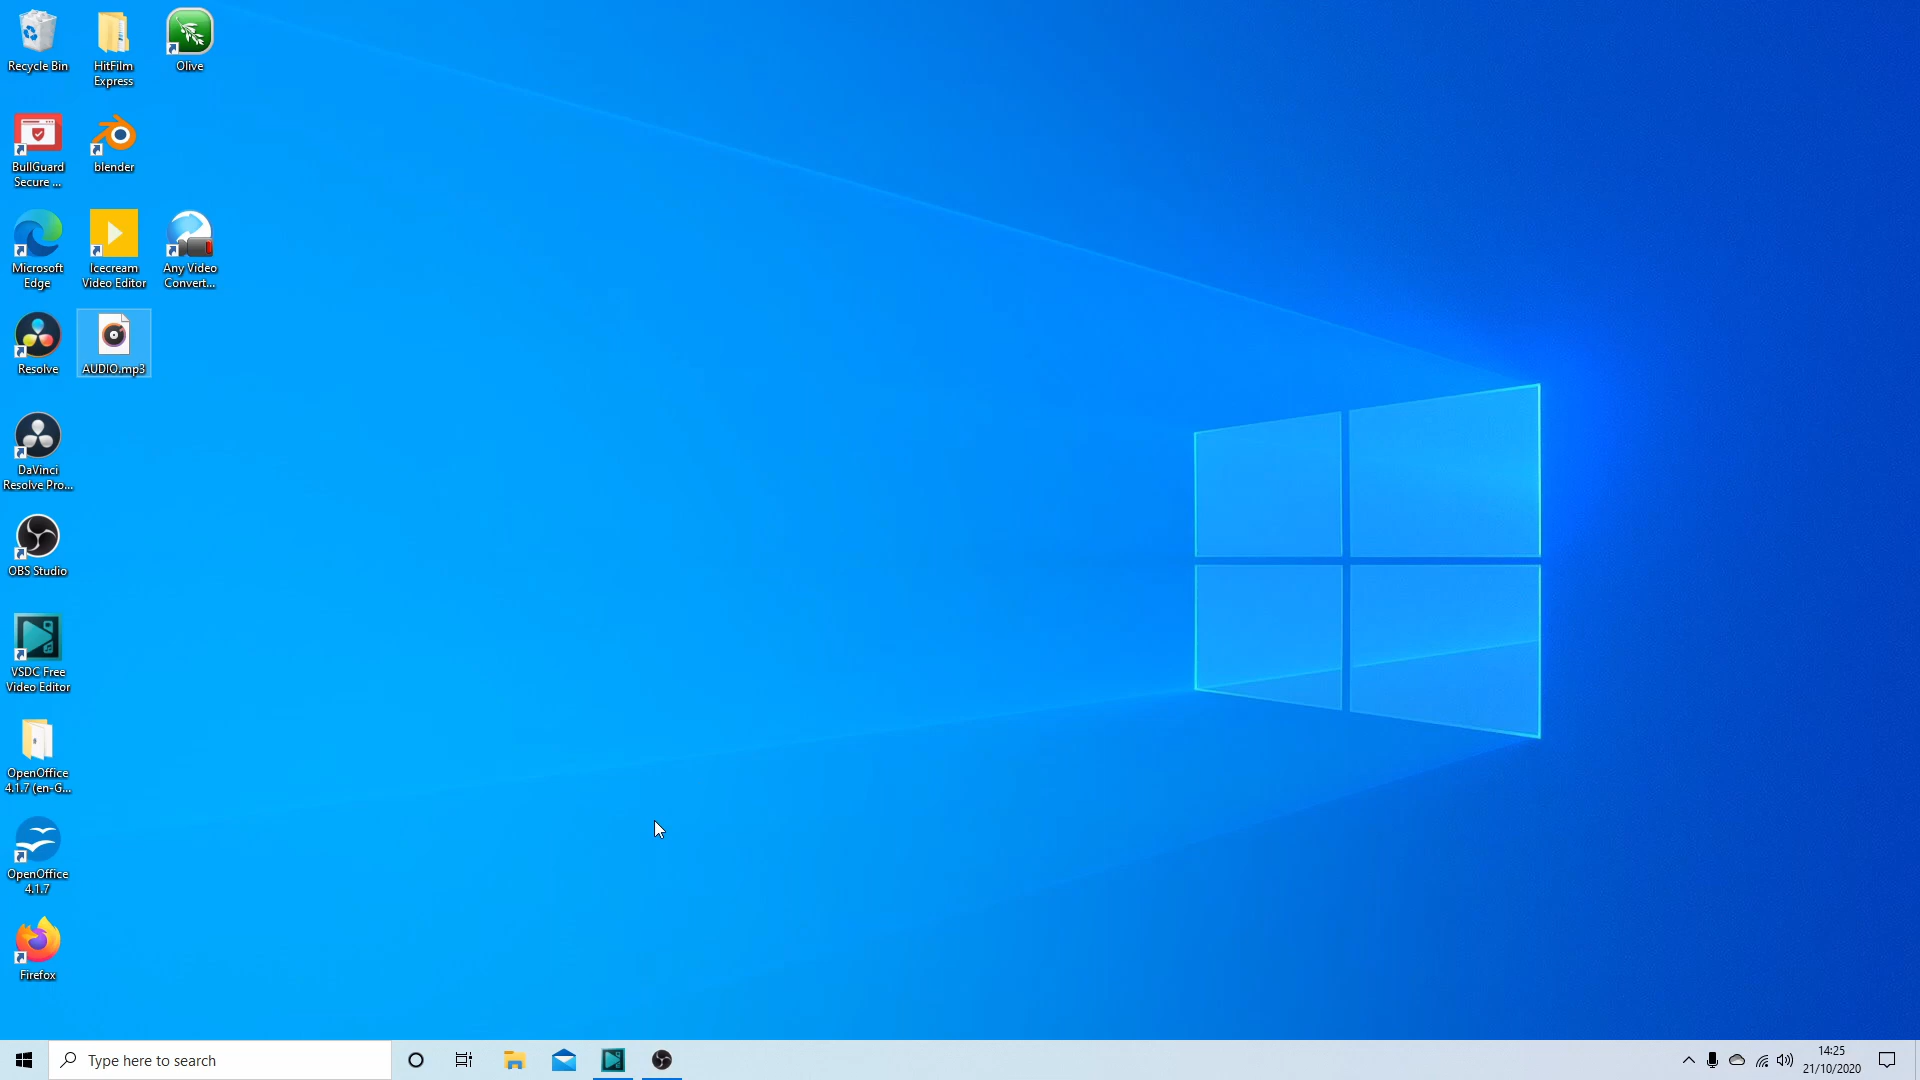 Recycle Bin
HitFilm
Express
Olive
BullGuard
Secure ...
blender
Microsoft
Edge
Icecream
Video Editor
Any Video
Convert...
Resolve
AUDIO.mp3
DaVinci
Resolve Pro...
OBS Studio
VSDC Free
Video Editor
OpenOffice
4.1.7 (en-G...
OpenOffice
4.1.7
Firefox
Type here to search
14:25
21/10/2020